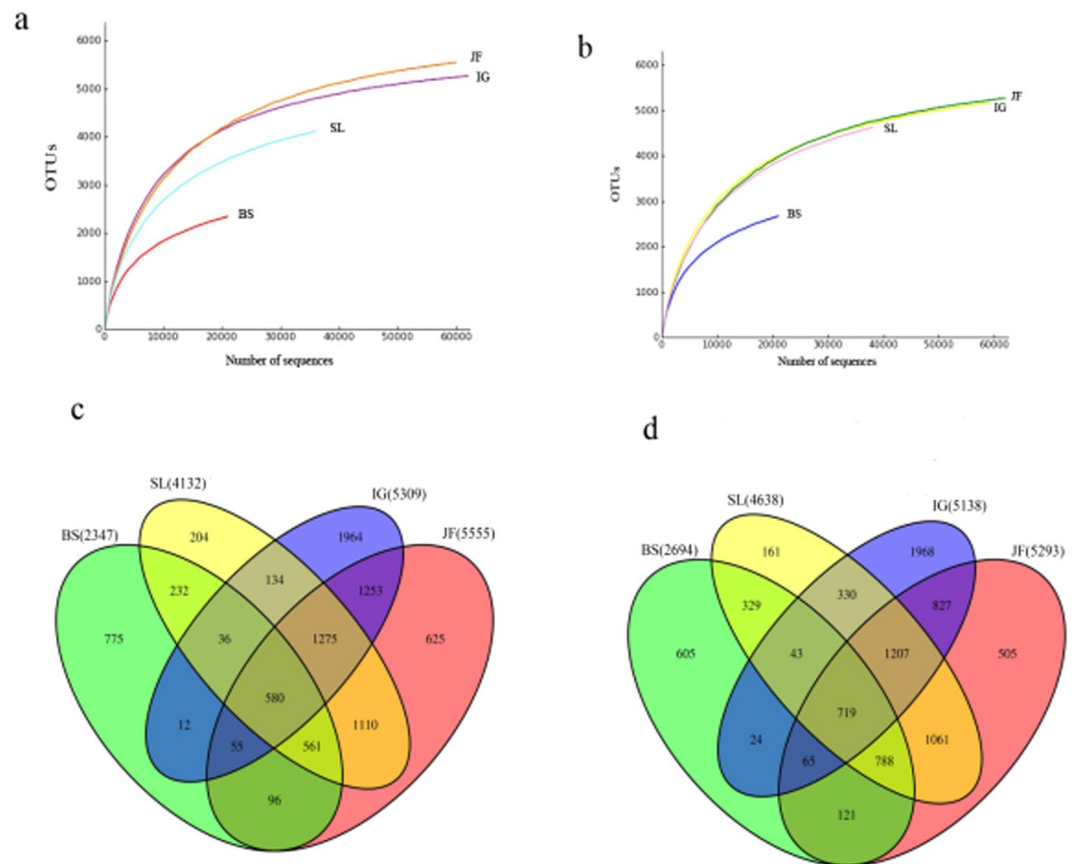 a
6000
5000
4000
3000
2000
1000
0
OTUs
JF
IG
SL
BS
0 10000 20000 30000 40000 50000 60000
Number of sequences
b
6000
5000
4000
3000
2000
1000
0
OTUs
JF
IG
SL
BS
0 10000 20000 30000 40000 50000 60000
Number of sequences
c
SL(4132)
IG(5309)
BS(2347)
JF(5555)
204
1964
134
232
1253
775
36
1275
625
580
12
1110
55
561
96
d
SL(4638)
IG(5138)
BS(2694)
JF(5293)
161
1968
330
329
827
605
43
1207
505
719
24
1061
65
788
121